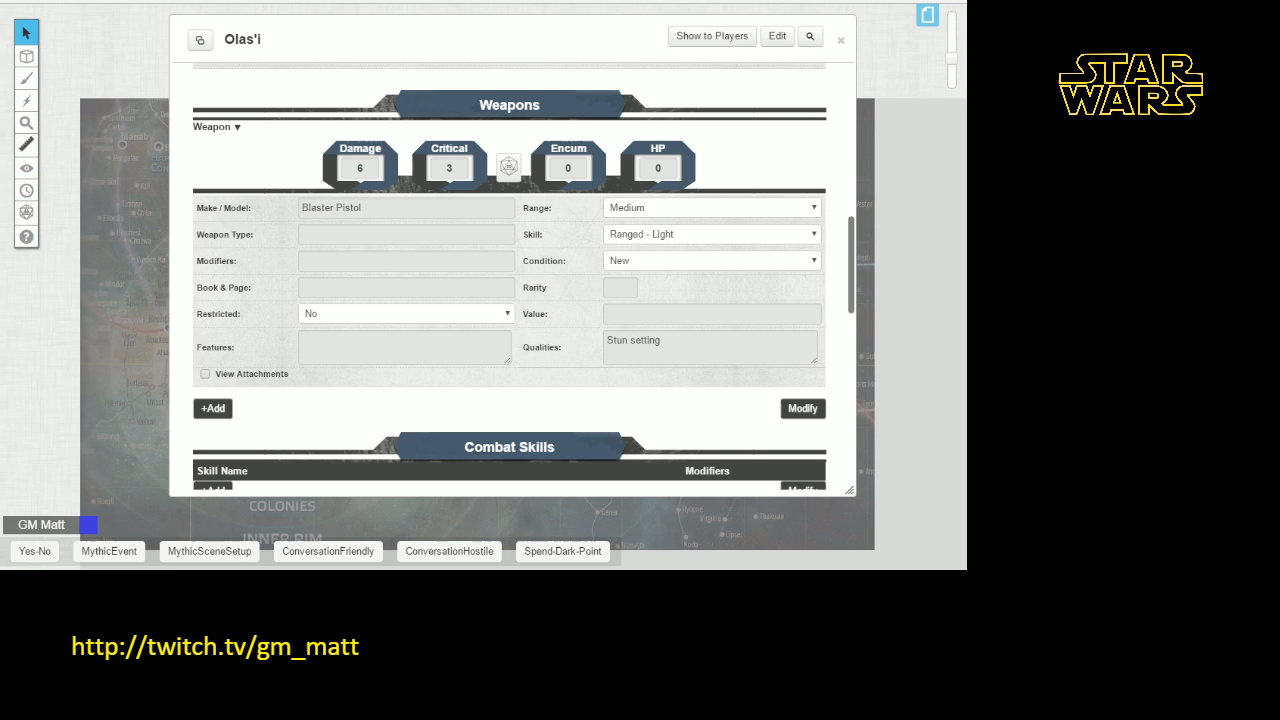 Olas'i
Show to Players
Edit
STAR
WARS
Weapons
Weapon ▼
Damage
Critical
Encum
HP
6
3
0
0
Make / Model:
Blaster Pistol
Range:
Medium
Weapon Type:
Skill:
Ranged - Light
Modifiers:
Condition:
New
Book & Page:
Rarity
Restricted:
No
Value:
Features:
Qualities:
Stun setting
View Attachments
+Add
Modify
Combat Skills
Skill Name
Modifiers
+Add
Modify
COLONIES
INNER RIM
GM Matt
Yes-No
MythicEvent
MythicSceneSetup
ConversationFriendly
ConversationHostile
Spend-Dark-Point
http://twitch.tv/gm_matt